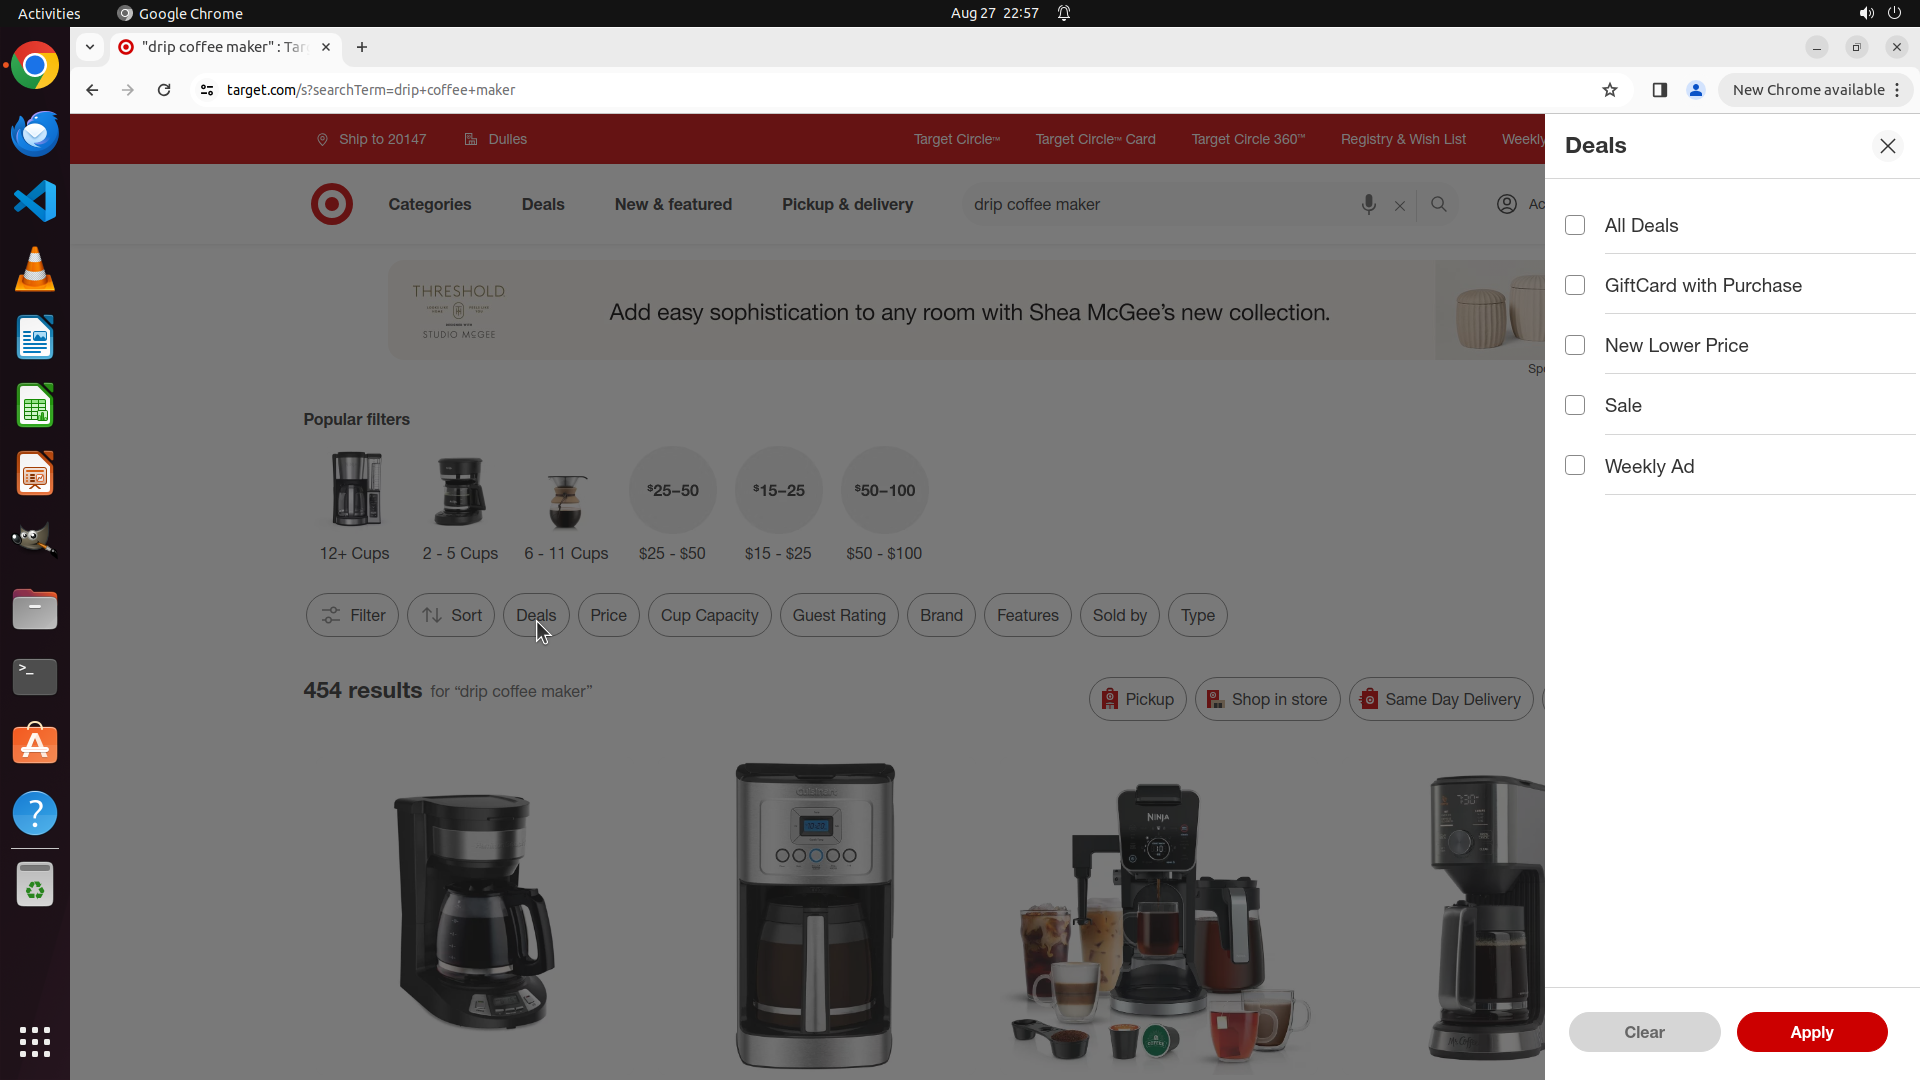 Activities
Google Chrome
Aug 27 22:57
"drip coffee maker" : Tar
target.com/s?searchTerm=drip+coffee+maker
New Chrome available
Ship to 20147
Dulles
Target Circle™
Target Circle™ Card
Target Circle 360™
Registry & Wish List
Weekly
Categories
Deals
New & featured
Pickup & delivery
drip coffee maker
Ac
THRESHOLD
STUDIO McGEE
Add easy sophistication to any room with Shea McGee's new collection.
Spo
Popular filters
$25–50
$15–25
$50–100
12+ Cups
2 - 5 Cups
6 - 11 Cups
$25 - $50
$15 - $25
$50 - $100
Filter
Sort
Deals
Price
Cup Capacity
Guest Rating
Brand
Features
Sold by
Type
454 results for “drip coffee maker”
Pickup
Shop in store
Same Day Delivery
Cuisinart
NINJA
Deals
All Deals
GiftCard with Purchase
New Lower Price
Sale
Weekly Ad
Clear
Apply